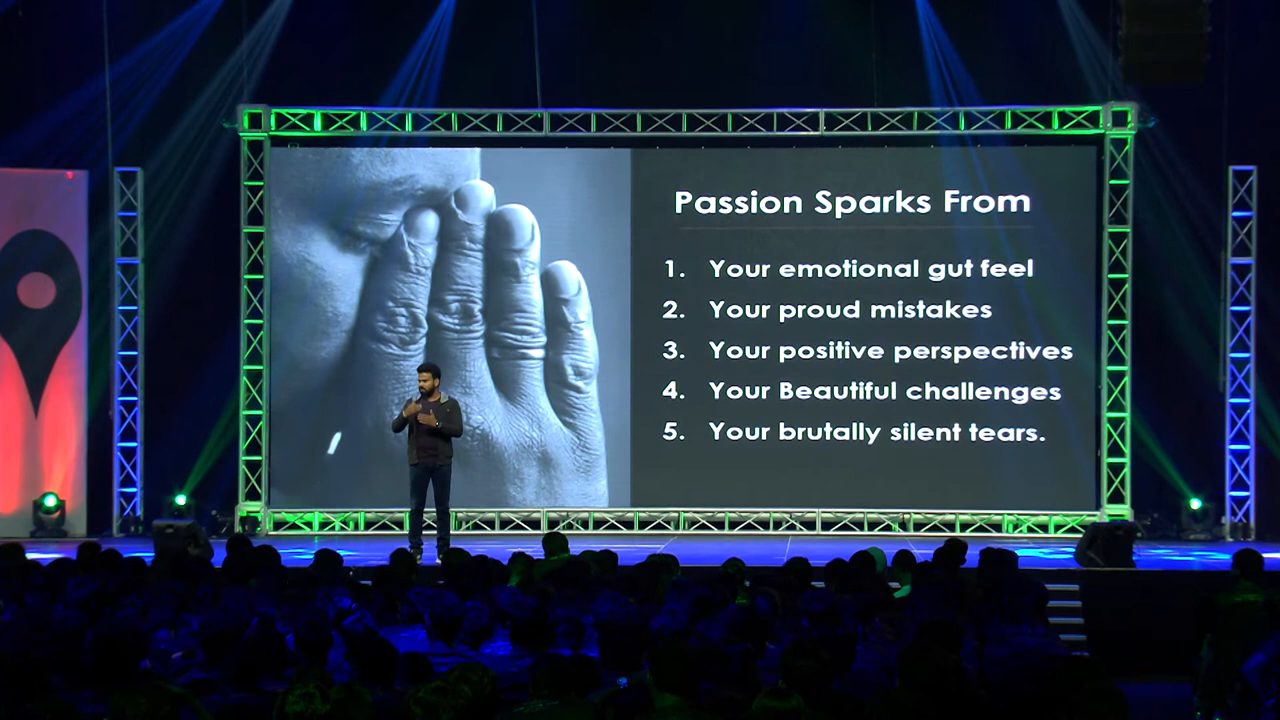 Passion Sparks From
1. Your emotional gut feel
2. Your proud mistakes
3. Your positive perspectives
4. Your Beautiful challenges
5. Your brutally silent tears.